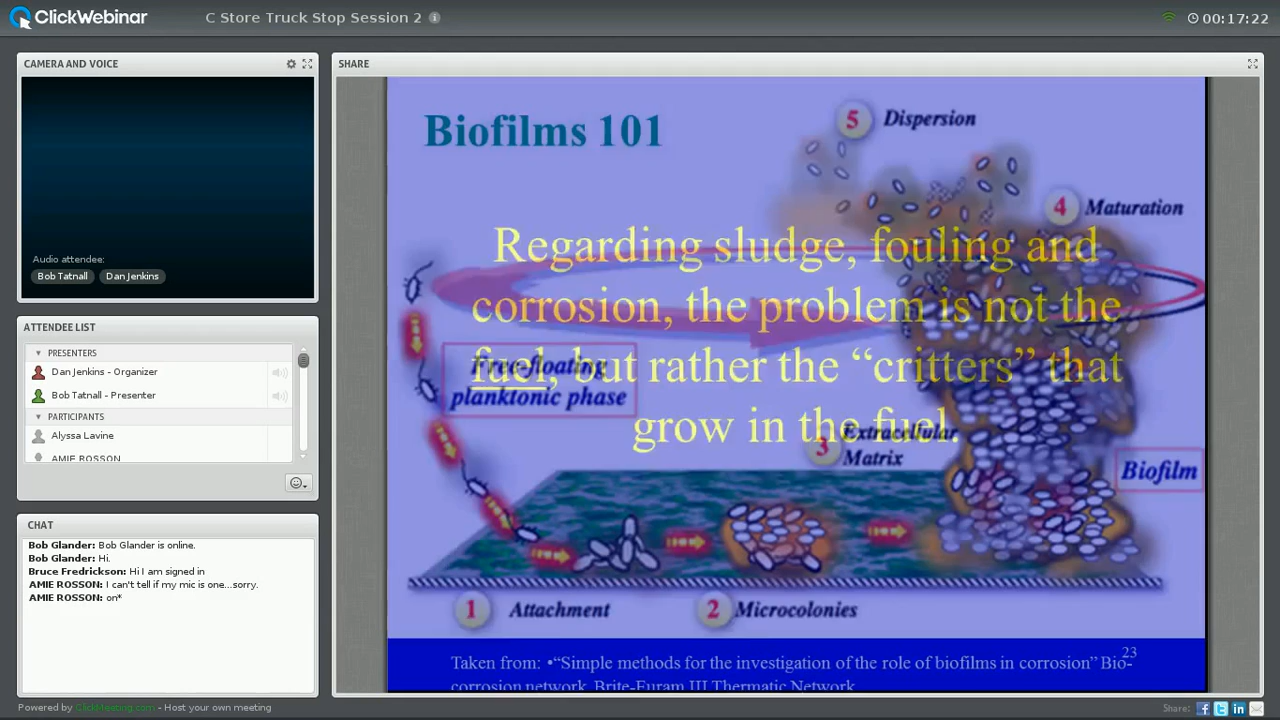 ClickWebinar
C Store Truck Stop Session 2
00:17:22
CAMERA AND VOICE
Audio attendee:
Bob Tatnall
Dan Jenkins
ATTENDEE LIST
PRESENTERS
Dan Jenkins - Organizer
Bob Tatnall - Presenter
PARTICIPANTS
Alyssa Lavine
AMIE ROSSON
CHAT
Bob Glander: Bob Glander is online.
Bob Glander: Hi.
Bruce Fredrickson: Hi I am signed in
AMIE ROSSON: I can't tell if my mic is one...sorry.
AMIE ROSSON: on*
SHARE
Biofilms 101
5 Dispersion
4 Maturation
Regarding sludge, fouling and
corrosion, the problem is not the
fuel, but rather the “critters” that
grow in the fuel.
Free-floating
planktonic phase
3 Extracellular
Matrix
Biofilm
1 Attachment
2 Microcolonies
23
Taken from: •“Simple methods for the investigation of the role of biofilms in corrosion” Bio-
corrosion network, Brite-Euram III Thermatic Network
Powered by ClickMeeting.com - Host your own meeting
Share: